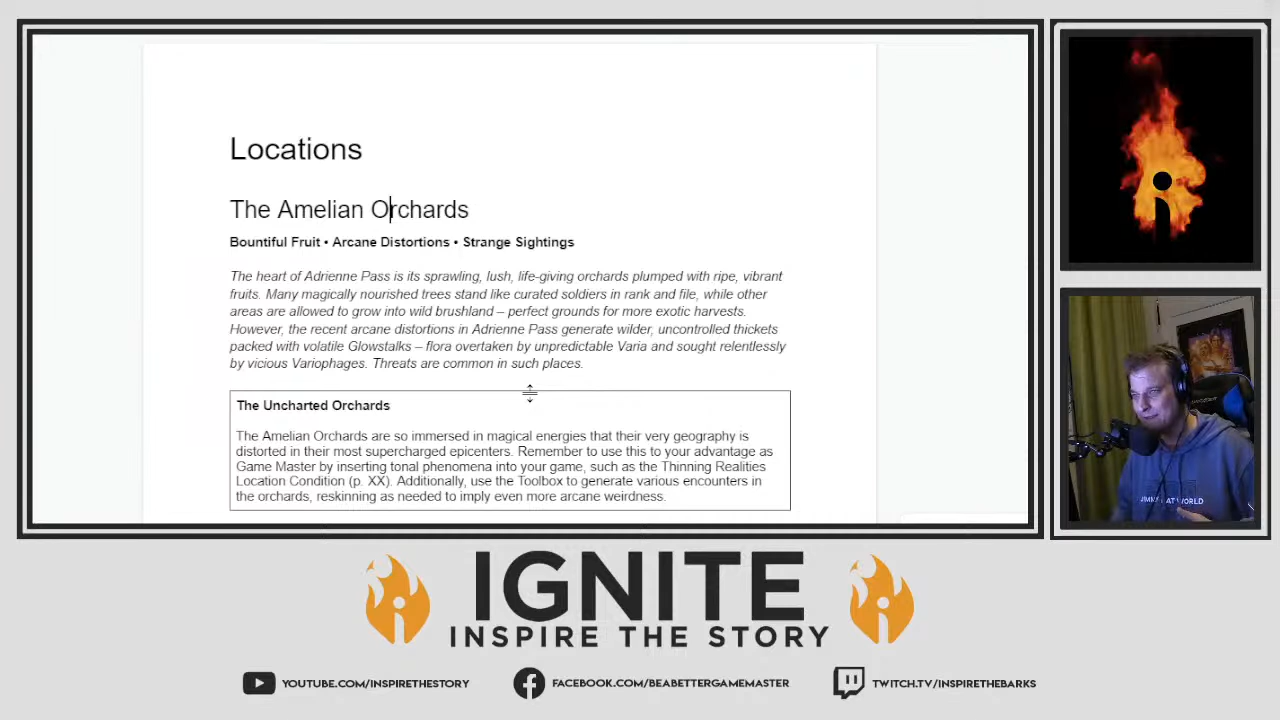 Locations
The Amelian Orchards
Bountiful Fruit • Arcane Distortions • Strange Sightings
The heart of Adrienne Pass is its sprawling, lush, life-giving orchards plumped with ripe, vibrant
fruits. Many magically nourished trees stand like curated soldiers in rank and file, while other
areas are allowed to grow into wild brushland – perfect grounds for more exotic harvests.
However, the recent arcane distortions in Adrienne Pass generate wilder, uncontrolled thickets
packed with volatile Glowstalks – flora overtaken by unpredictable Varia and sought relentlessly
by vicious Variophages. Threats are common in such places.
The Uncharted Orchards
The Amelian Orchards are so immersed in magical energies that their very geography is
distorted in their most supercharged epicenters. Remember to use this to your advantage as
Game Master by inserting tonal phenomena into your game, such as the Thinning Realities
Location Condition (p. XX). Additionally, use the Toolbox to generate various encounters in
the orchards, reskinning as needed to imply even more arcane weirdness.
JIMMY EAT WORLD
IGNITE
INSPIRE THE STORY
YOUTUBE.COM/INSPIRETHESTORY
FACEBOOK.COM/BEABETTERGAMEMASTER
TWITCH.TV/INSPIRETHEBARKS